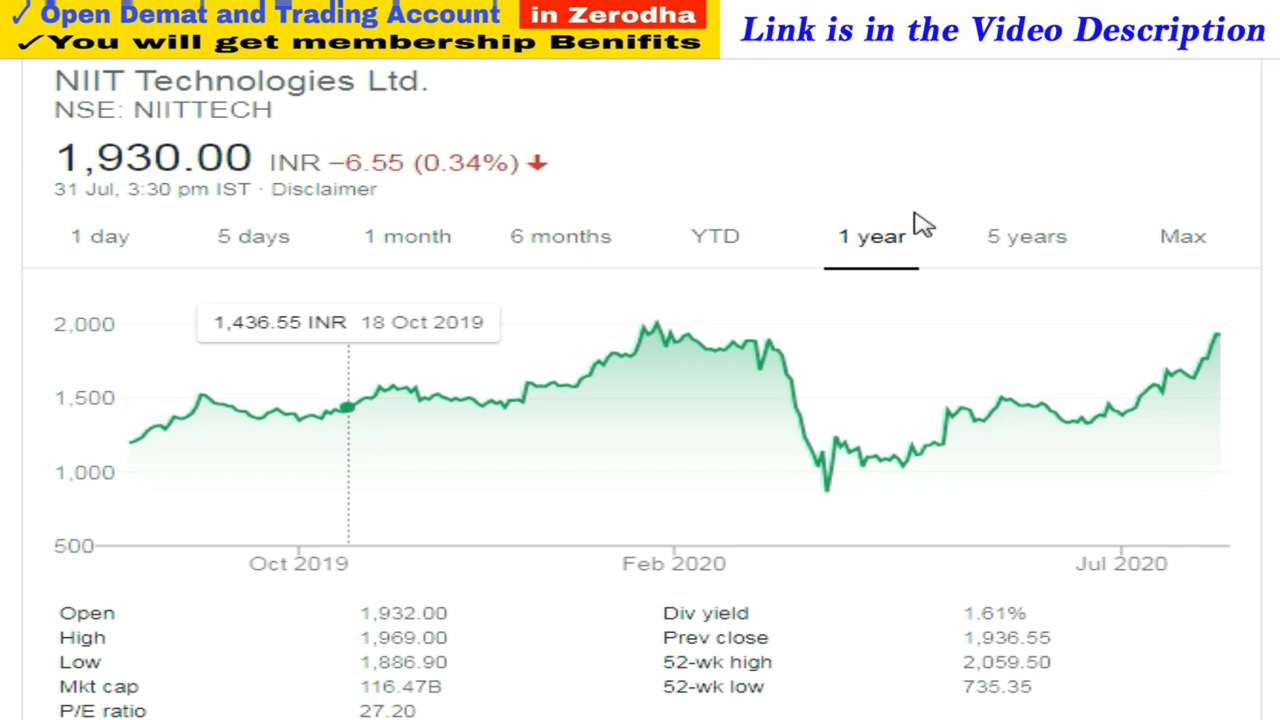 ✓ Open Demat and Trading Account in Zerodha
✓You will get membership Benifits
Link is in the Video Description
NIIT Technologies Ltd.
NSE: NIITTECH
1,930.00 INR −6.55 (0.34%) ↓
31 Jul, 3:30 pm IST · Disclaimer
1 day 5 days 1 month 6 months YTD 1 year 5 years Max
1,436.55 INR 18 Oct 2019
2,000
1,500
1,000
500
Oct 2019 Feb 2020 Jul 2020
Open 1,932.00 Div yield 1.61%
High 1,969.00 Prev close 1,936.55
Low 1,886.90 52-wk high 2,059.50
Mkt cap 116.47B 52-wk low 735.35
P/E ratio 27.20